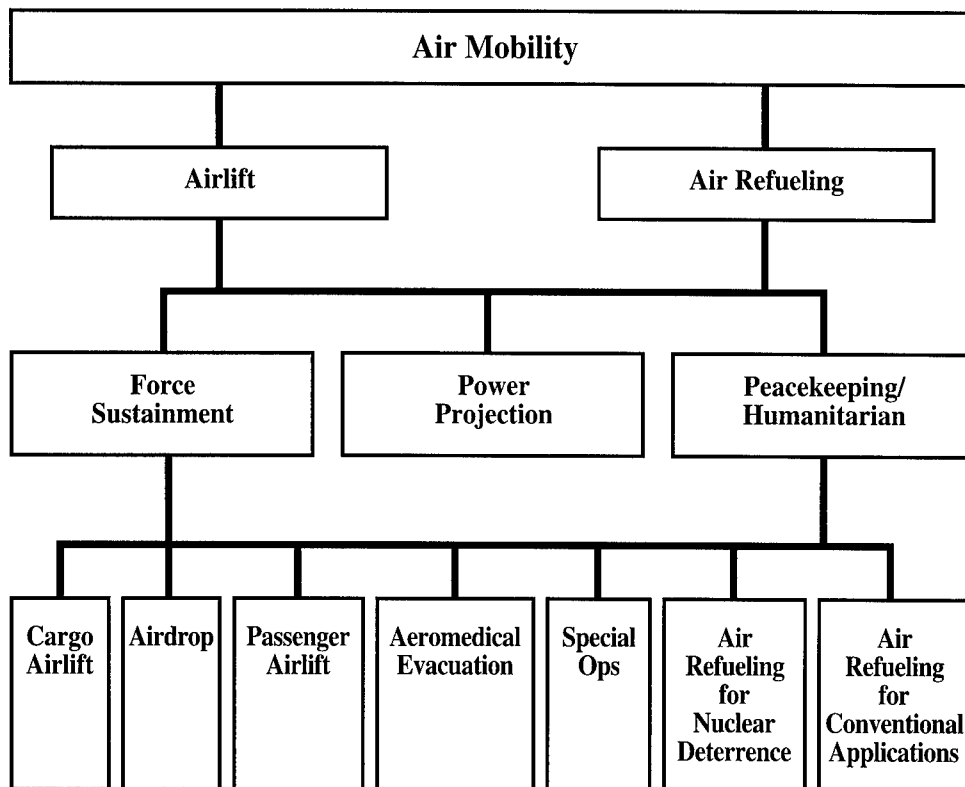 Air Mobility
Airlift
Air Refueling
Force
Sustainment
Power
Projection
Peacekeeping/
Humanitarian
Cargo
Airlift
Airdrop
Passenger
Airlift
Aeromedical
Evacuation
Special
Ops
Air
Refueling
for
Nuclear
Deterrence
Air
Refueling
for
Conventional
Applications